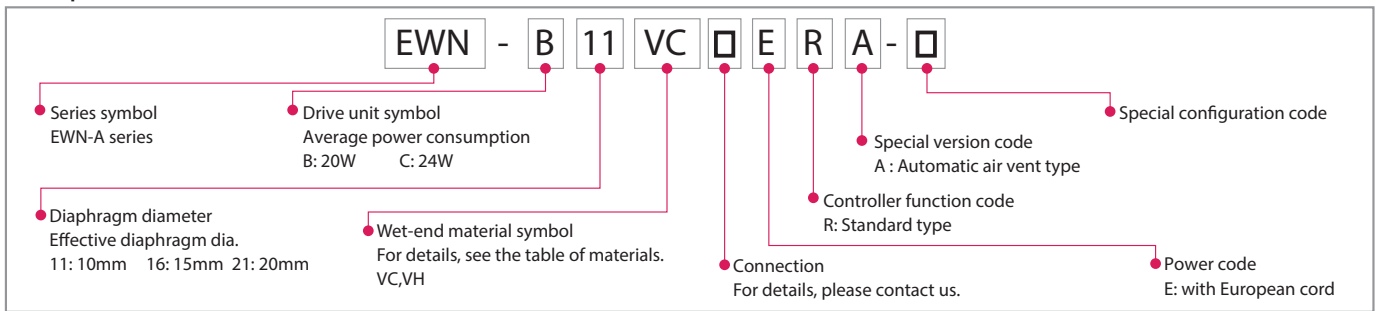 EWN - B 11 VC □ E R A - □
Series symbol
EWN-A series
Drive unit symbol
Average power consumption
B: 20W C: 24W
Special configuration code
Special version code
A : Automatic air vent type
Diaphragm diameter
Effective diaphragm dia.
11: 10mm 16: 15mm 21: 20mm
Wet-end material symbol
For details, see the table of materials.
VC,VH
Controller function code
R: Standard type
Connection
For details, please contact us.
Power code
E: with European cord